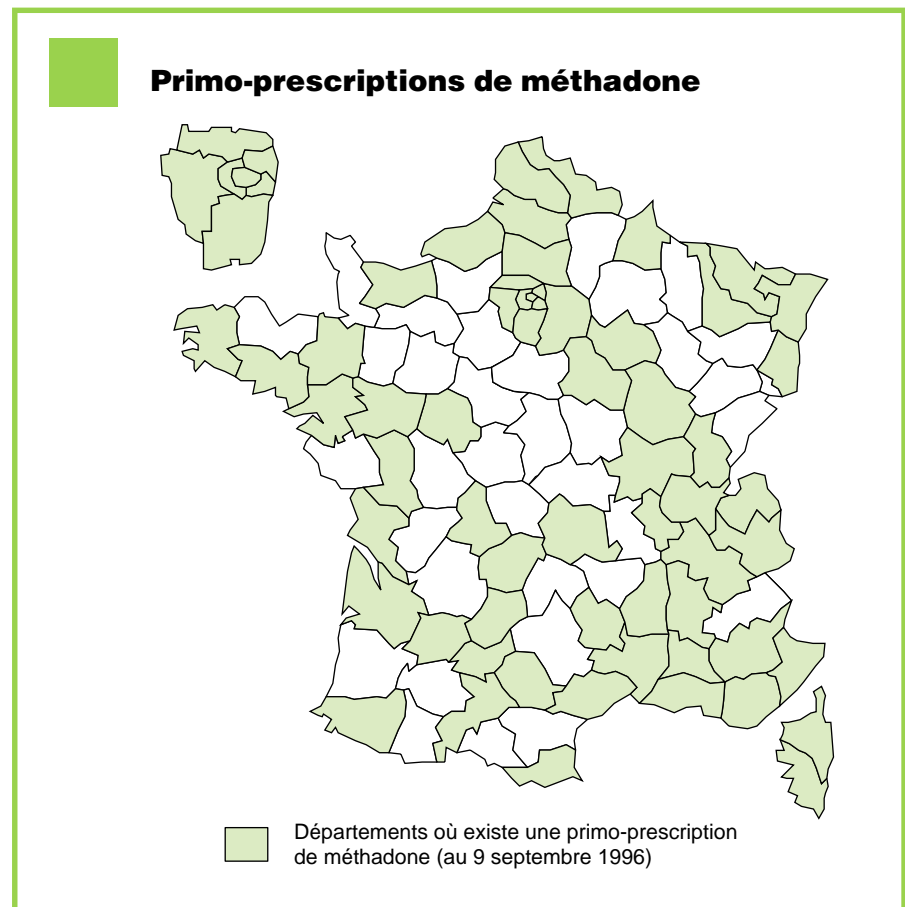 Primo-prescriptions de méthadone
Départements où existe une primo-prescription
de méthadone (au 9 septembre 1996)